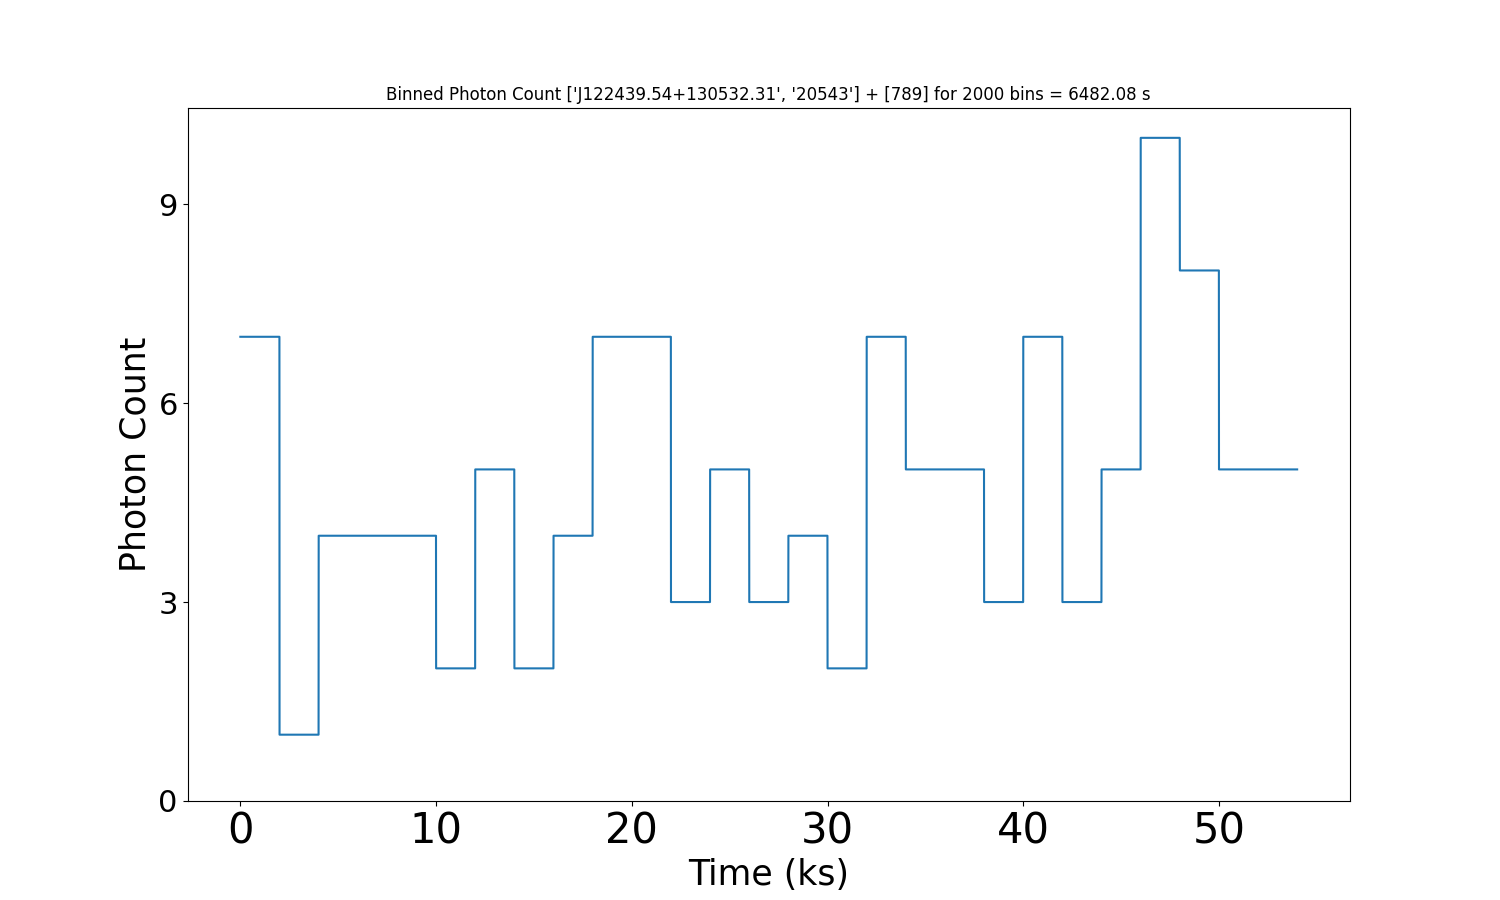 Binned Photon Count ['J122439.54+130532.31', '20543'] + [789] for 2000 bins = 6482.08 s
9
6
3
0
Photon Count
0 10 20 30 40 50
Time (ks)